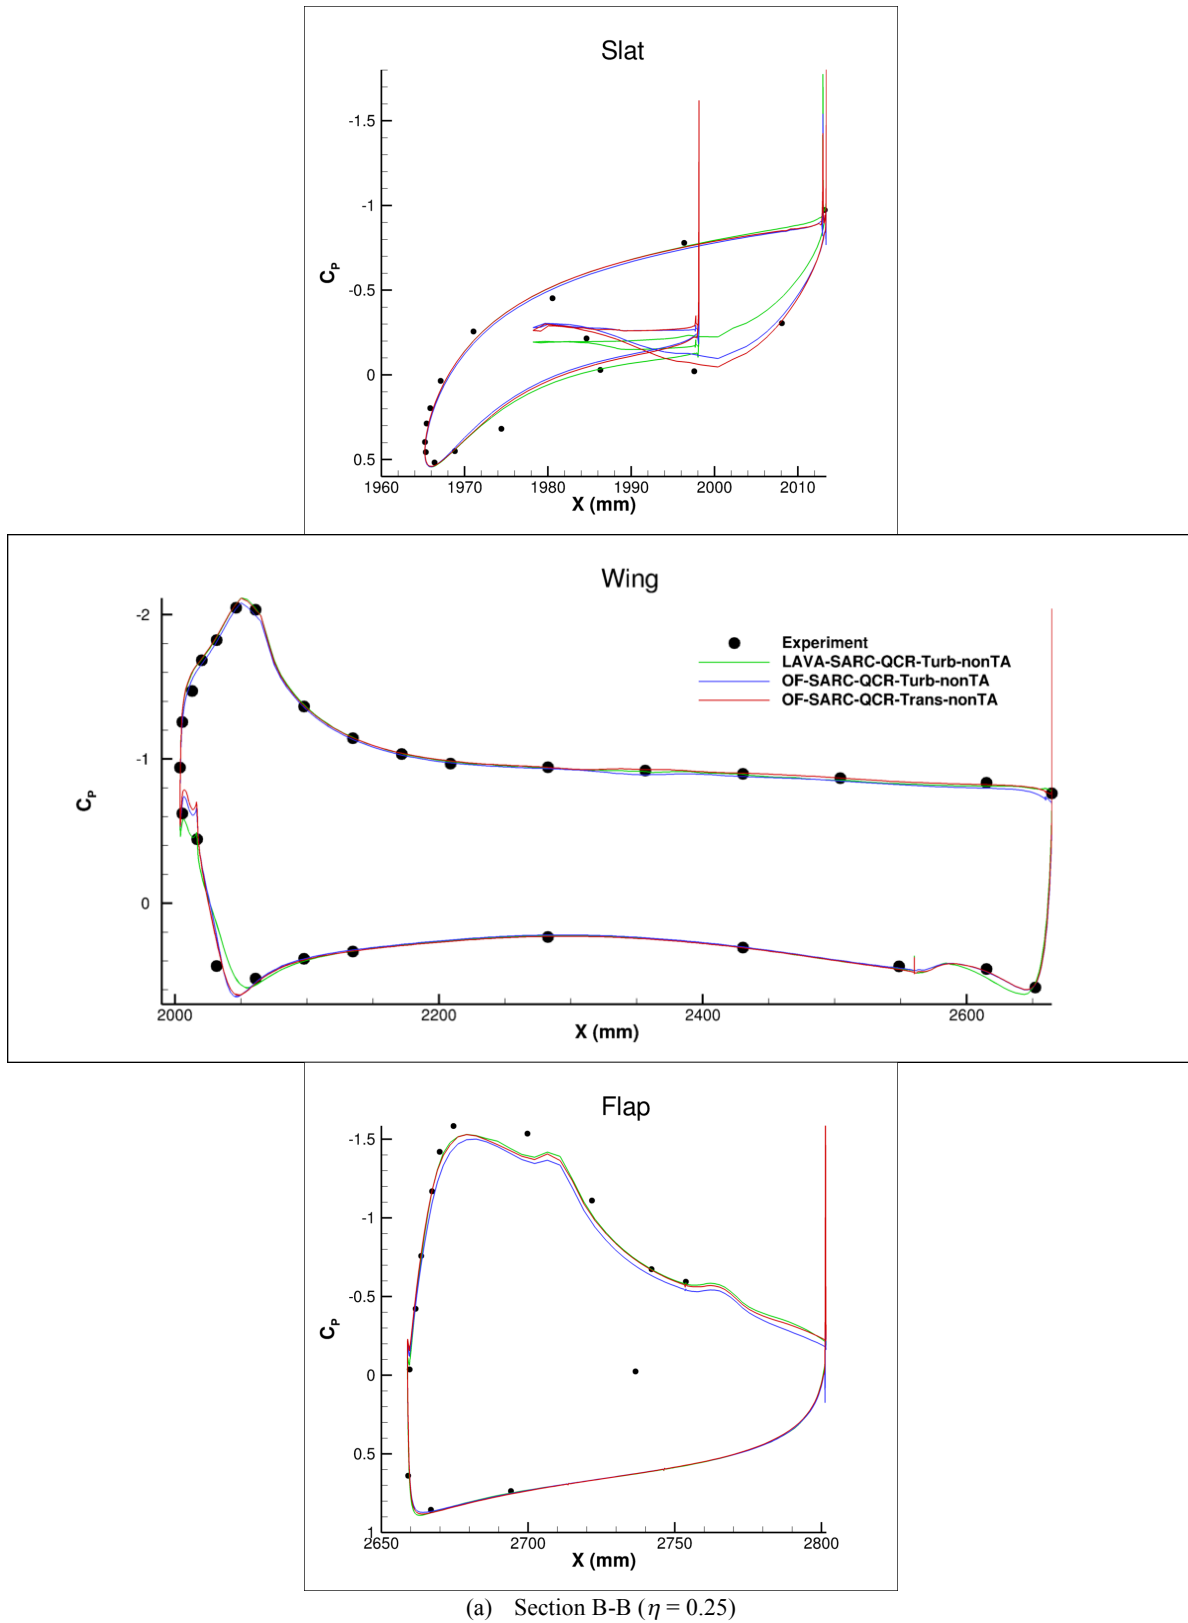 Slat
-1.5
-1
-0.5
0
0.5
C_P
1960 1970 1980 1990 2000 2010
X (mm)
Wing
-2
-1
0
C_P
Experiment
LAVA-SARC-QCR-Turb-nonTA
OF-SARC-QCR-Turb-nonTA
OF-SARC-QCR-Trans-nonTA
2000 2200 2400 2600
X (mm)
Flap
-1.5
-1
-0.5
0
0.5
1
C_P
2650 2700 2750 2800
X (mm)
(a) Section B-B (η = 0.25)